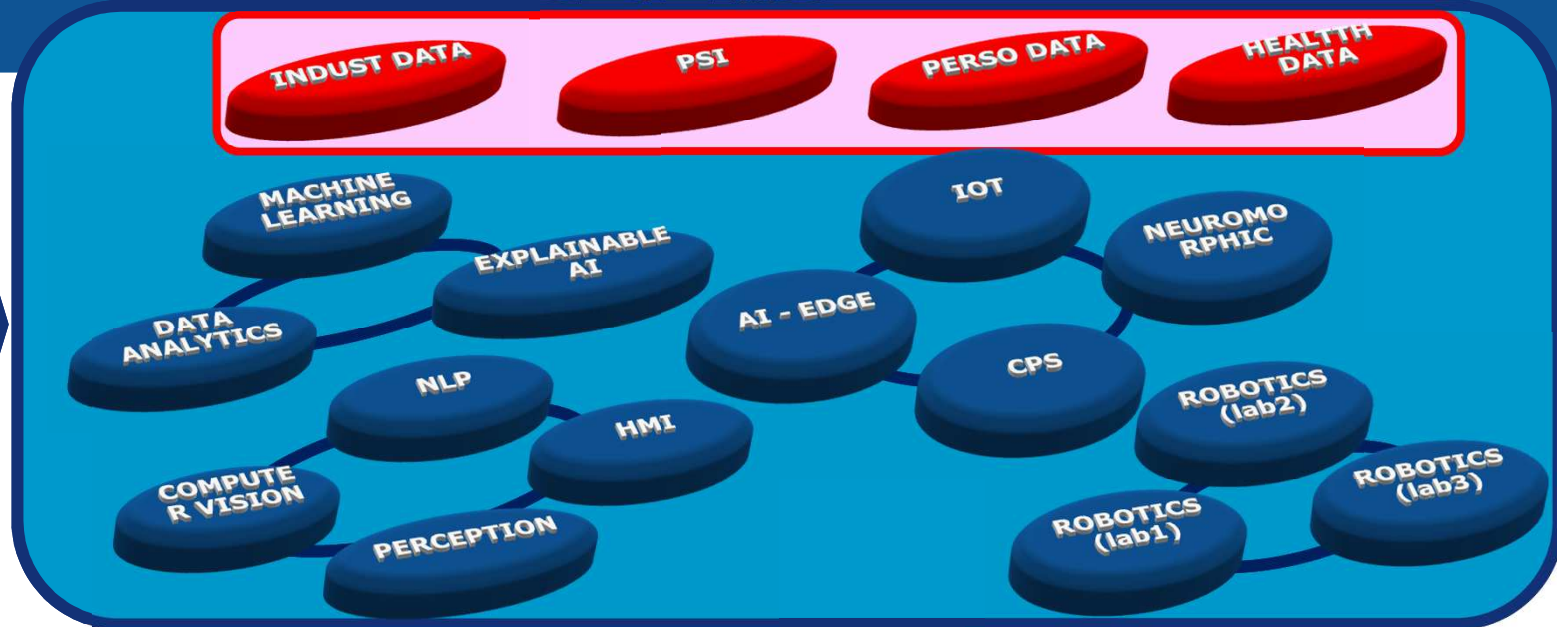 INDUST DATA
PSI
PERSO DATA
HEALTTH
DATA
MACHINE
LEARNING
EXPLAINABLE
AI
DATA
ANALYTICS
IOT
NEUROMO
RPHIC
AI - EDGE
CPS
NLP
HMI
COMPUTE
R VISION
PERCEPTION
ROBOTICS
(lab2)
ROBOTICS
(lab3)
ROBOTICS
(lab1)